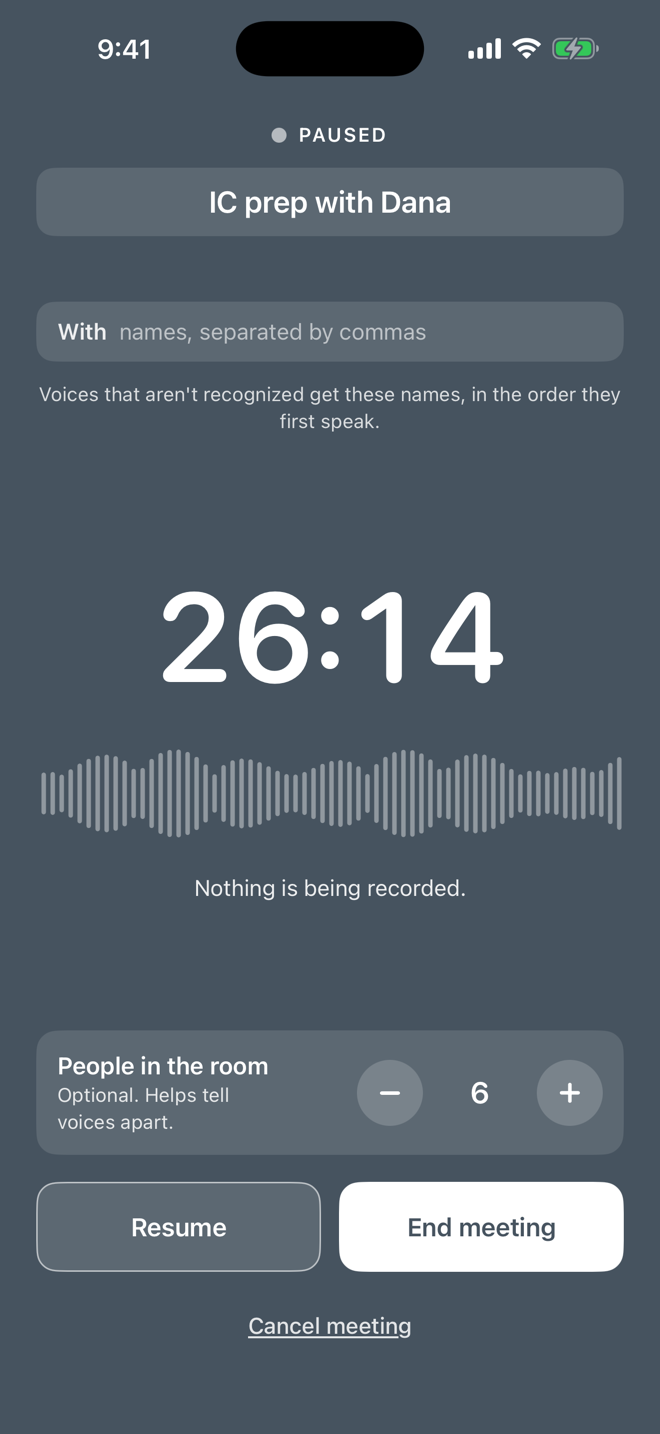 9:41
PAUSED
IC prep with Dana
With names, separated by commas
Voices that aren't recognized get these names, in the order they
first speak.
26:14
Nothing is being recorded.
People in the room
Optional. Helps tell
voices apart.
− 6 +
Resume
End meeting
Cancel meeting